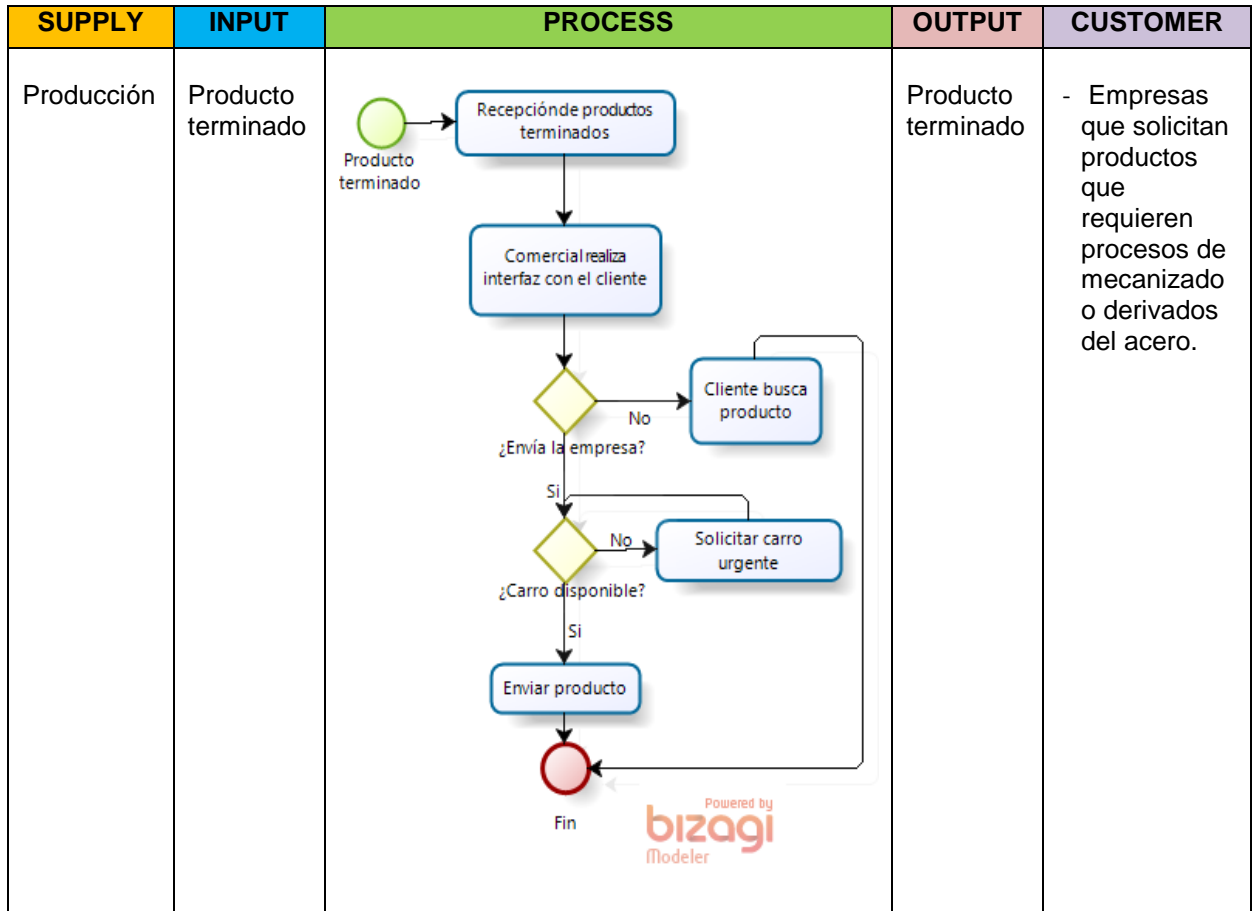 SUPPLY
INPUT
PROCESS
OUTPUT
CUSTOMER
Producción
Producto
terminado
Producto
terminado
Recepción de productos
terminados
Comercial realiza
interfaz con el cliente
¿Envía la empresa?
No
Cliente busca
producto
Si
¿Carro disponible?
No
Solicitar carro
urgente
Si
Enviar producto
Fin
Powered by
bizagi
Modeler
Producto
terminado
- Empresas
que solicitan
productos
que
requieren
procesos de
mecanizado
o derivados
del acero.